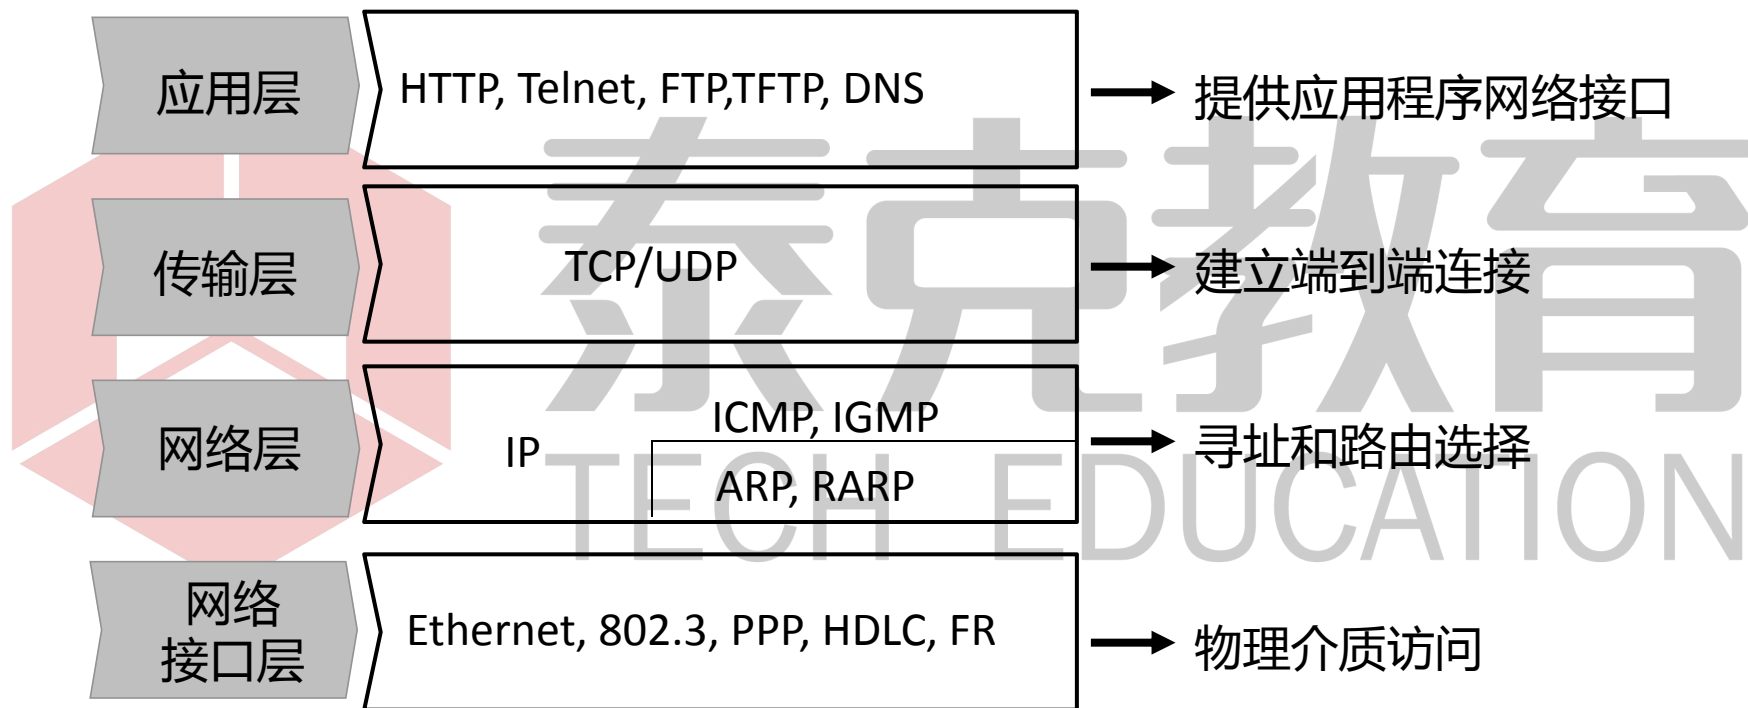 应用层
HTTP, Telnet, FTP,TFTP, DNS
提供应用程序网络接口
传输层
TCP/UDP
建立端到端连接
网络层
IP
ICMP, IGMP
ARP, RARP
寻址和路由选择
网络
接口层
Ethernet, 802.3, PPP, HDLC, FR
物理介质访问
泰克教育
TECH EDUCATION